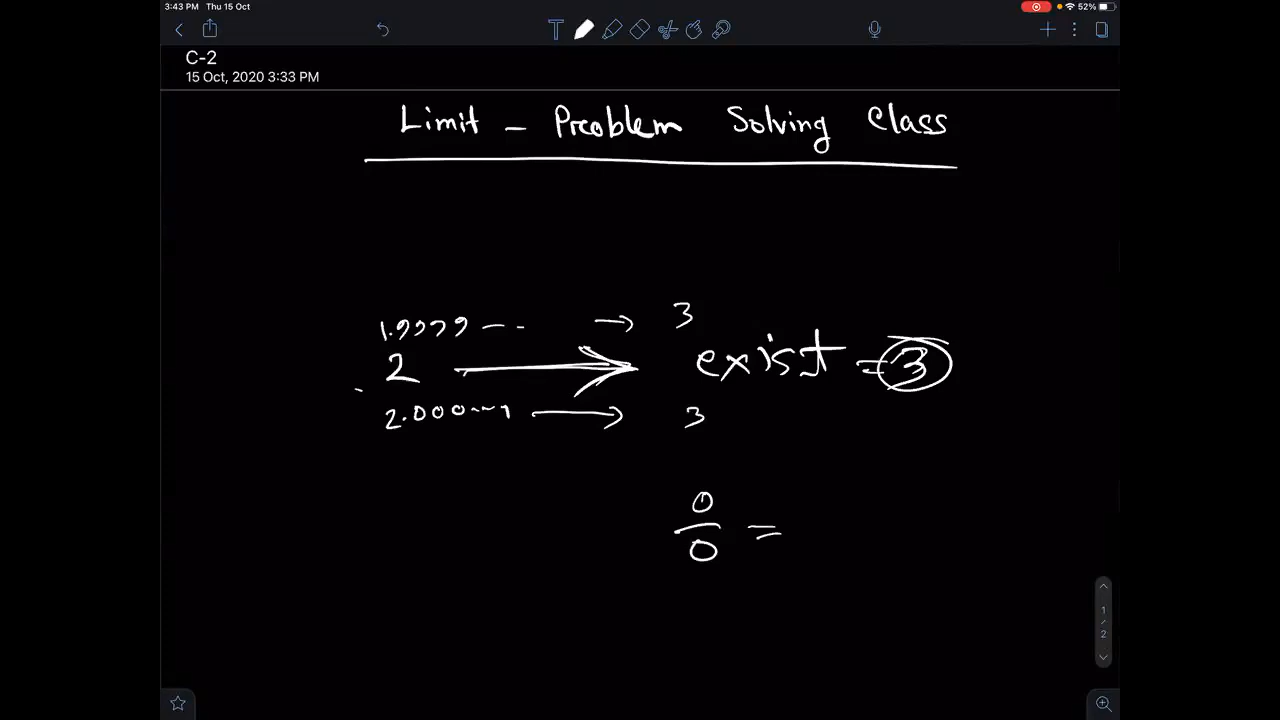 3:43 PM Thu 15 Oct
52%
T
C-2
15 Oct, 2020 3:33 PM
Limit - Problem Solving Class
1.9999 -- → 3
2 → exist = 3
2.000---1 → 3
0
0 =
1
/
2